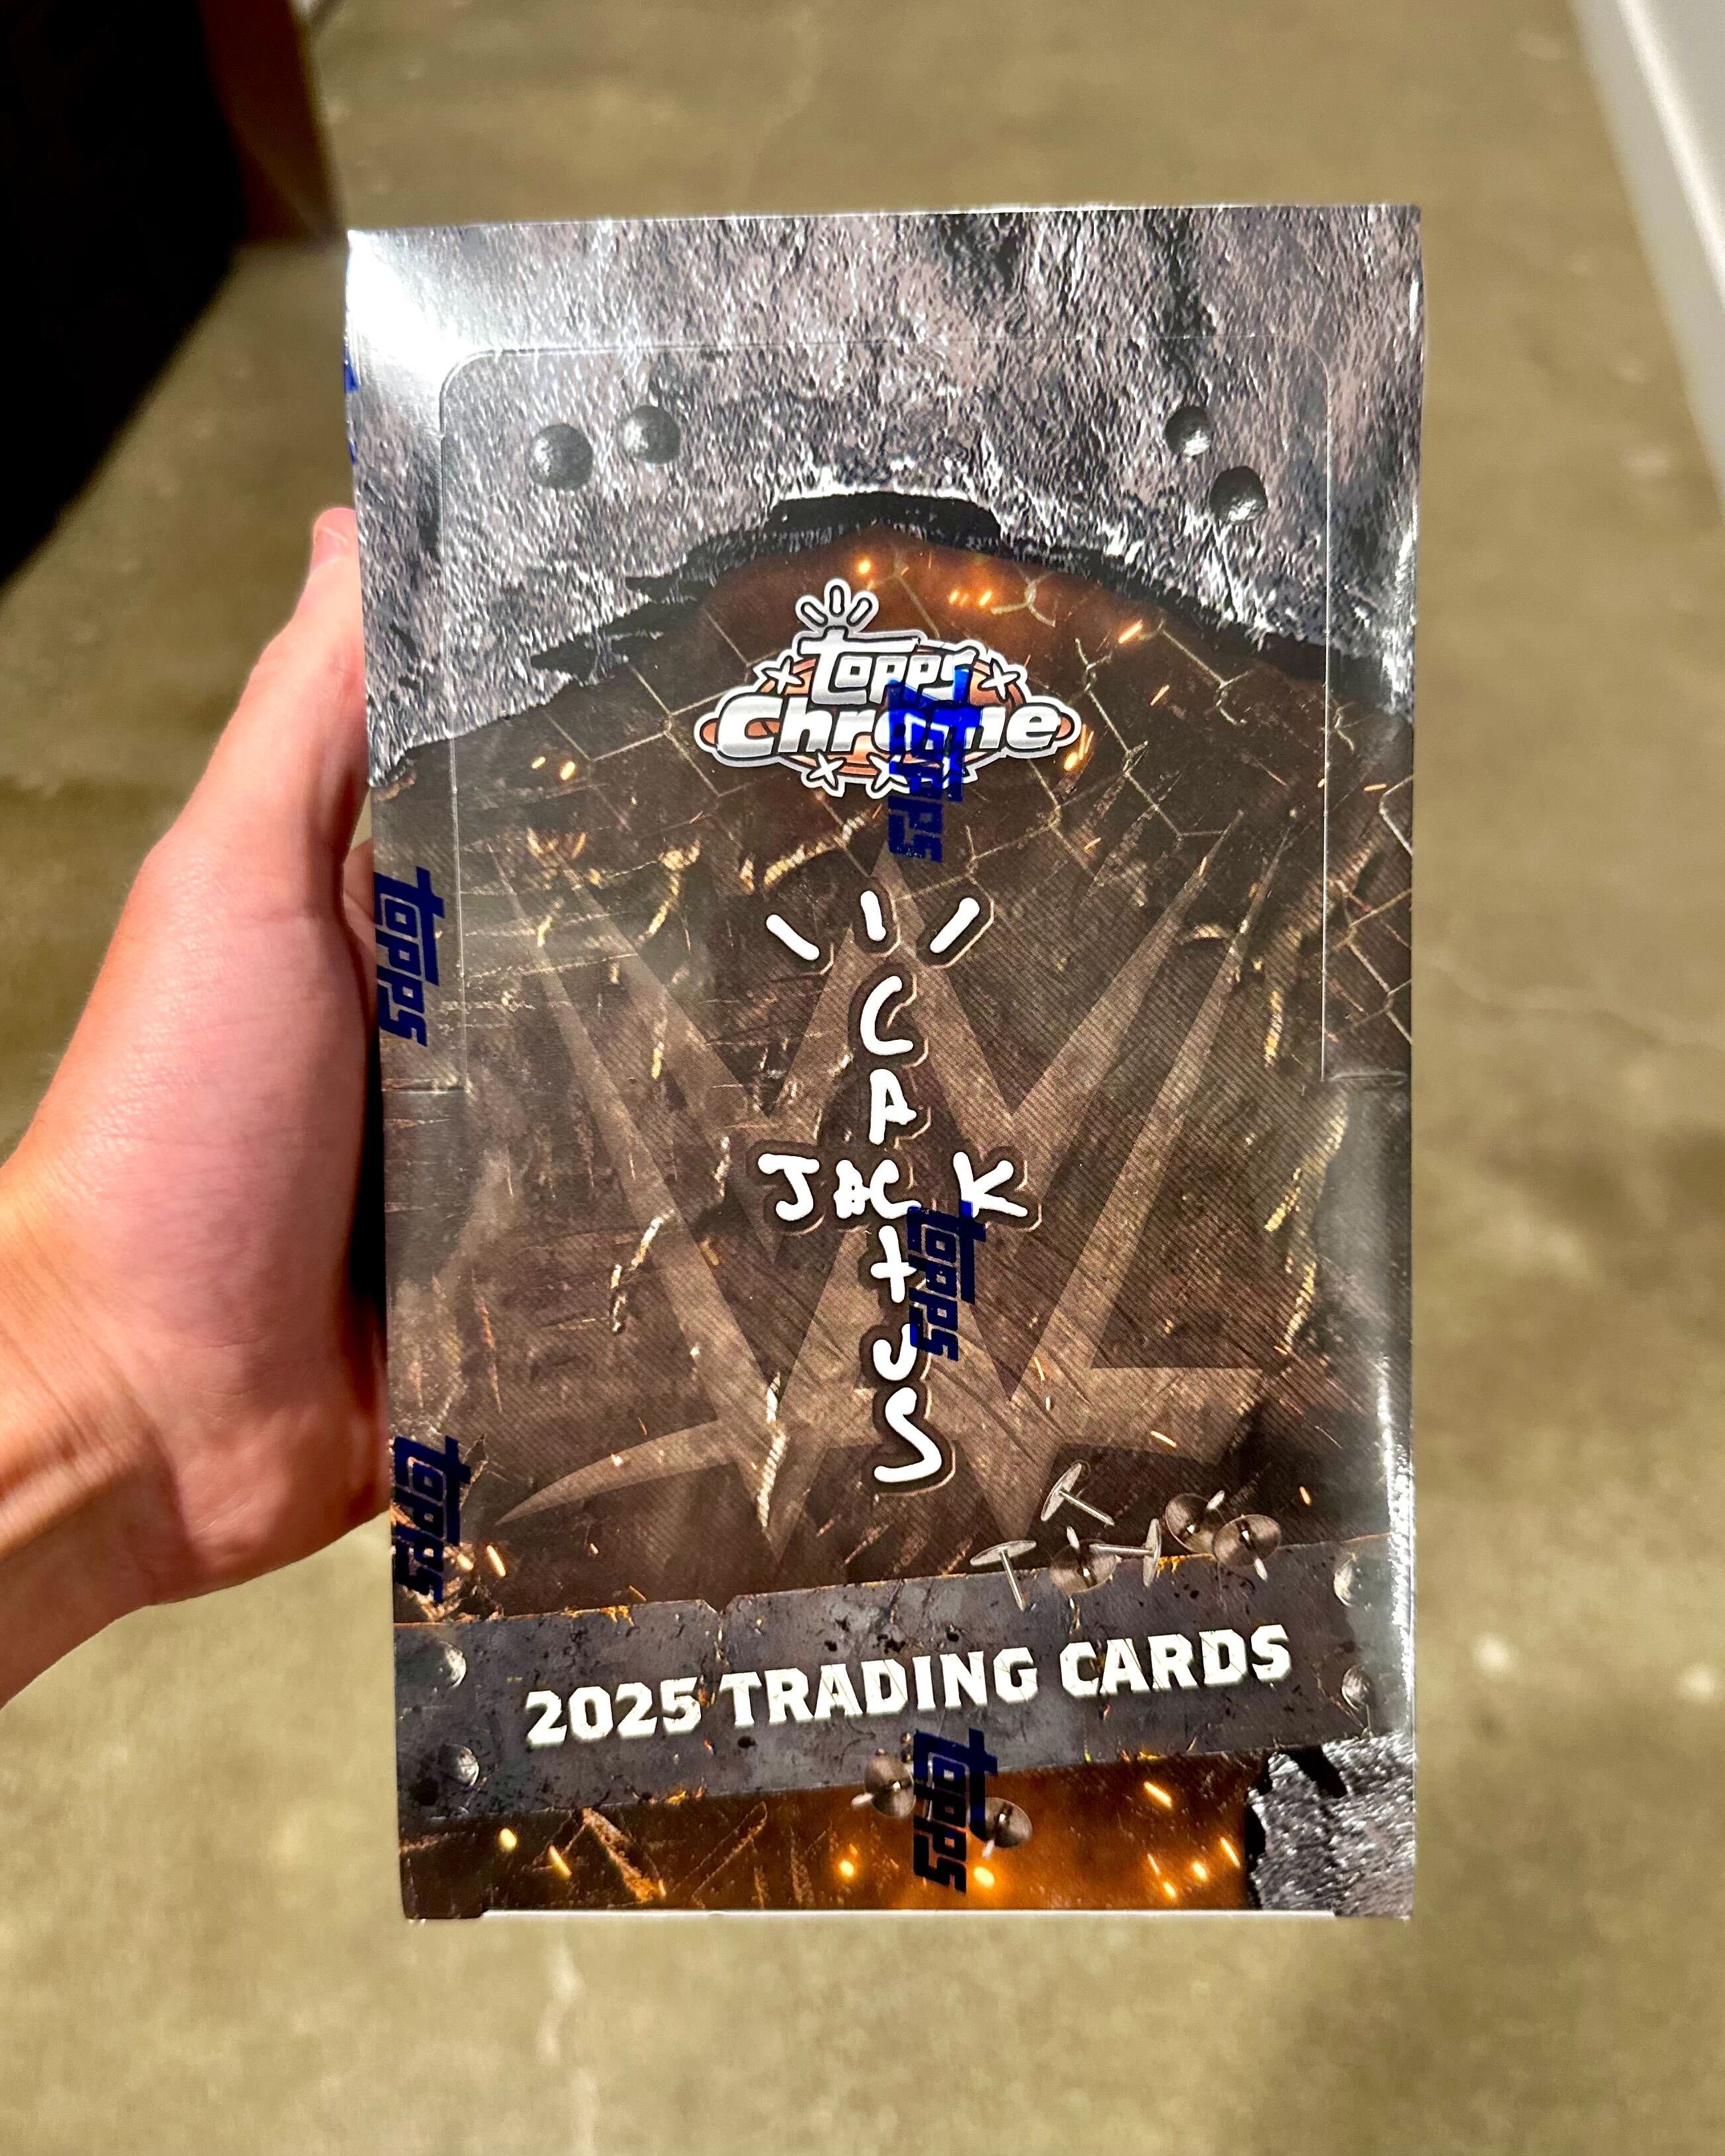 topps
Chrome
topps
topps
CACTUS
JACK
topps
topps
2025 TRADING CARDS
topps